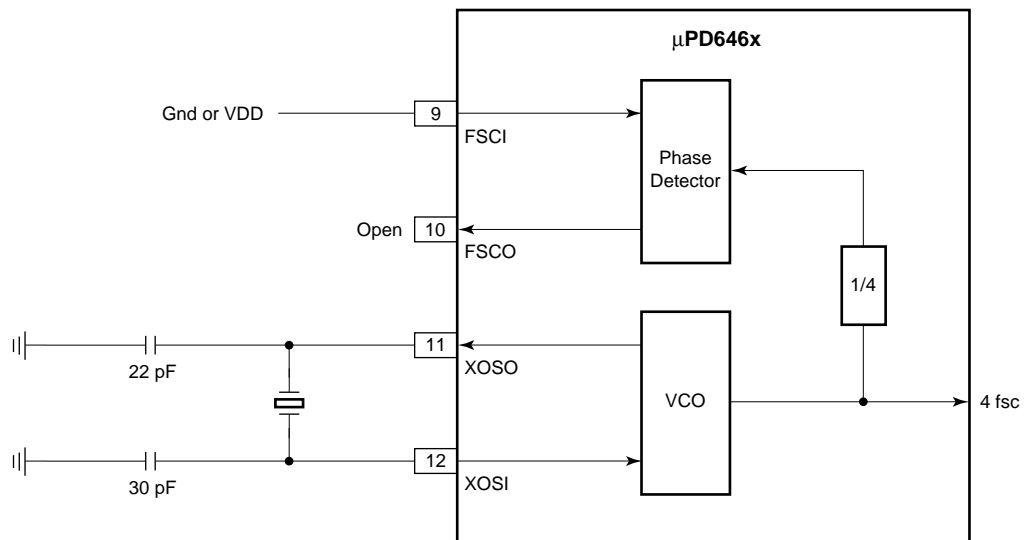 µPD646x
Gnd or VDD
9
FSCI
Phase
Detector
Open
10
FSCO
1/4
11
XOSO
22 pF
VCO
4 fsc
12
XOSI
30 pF